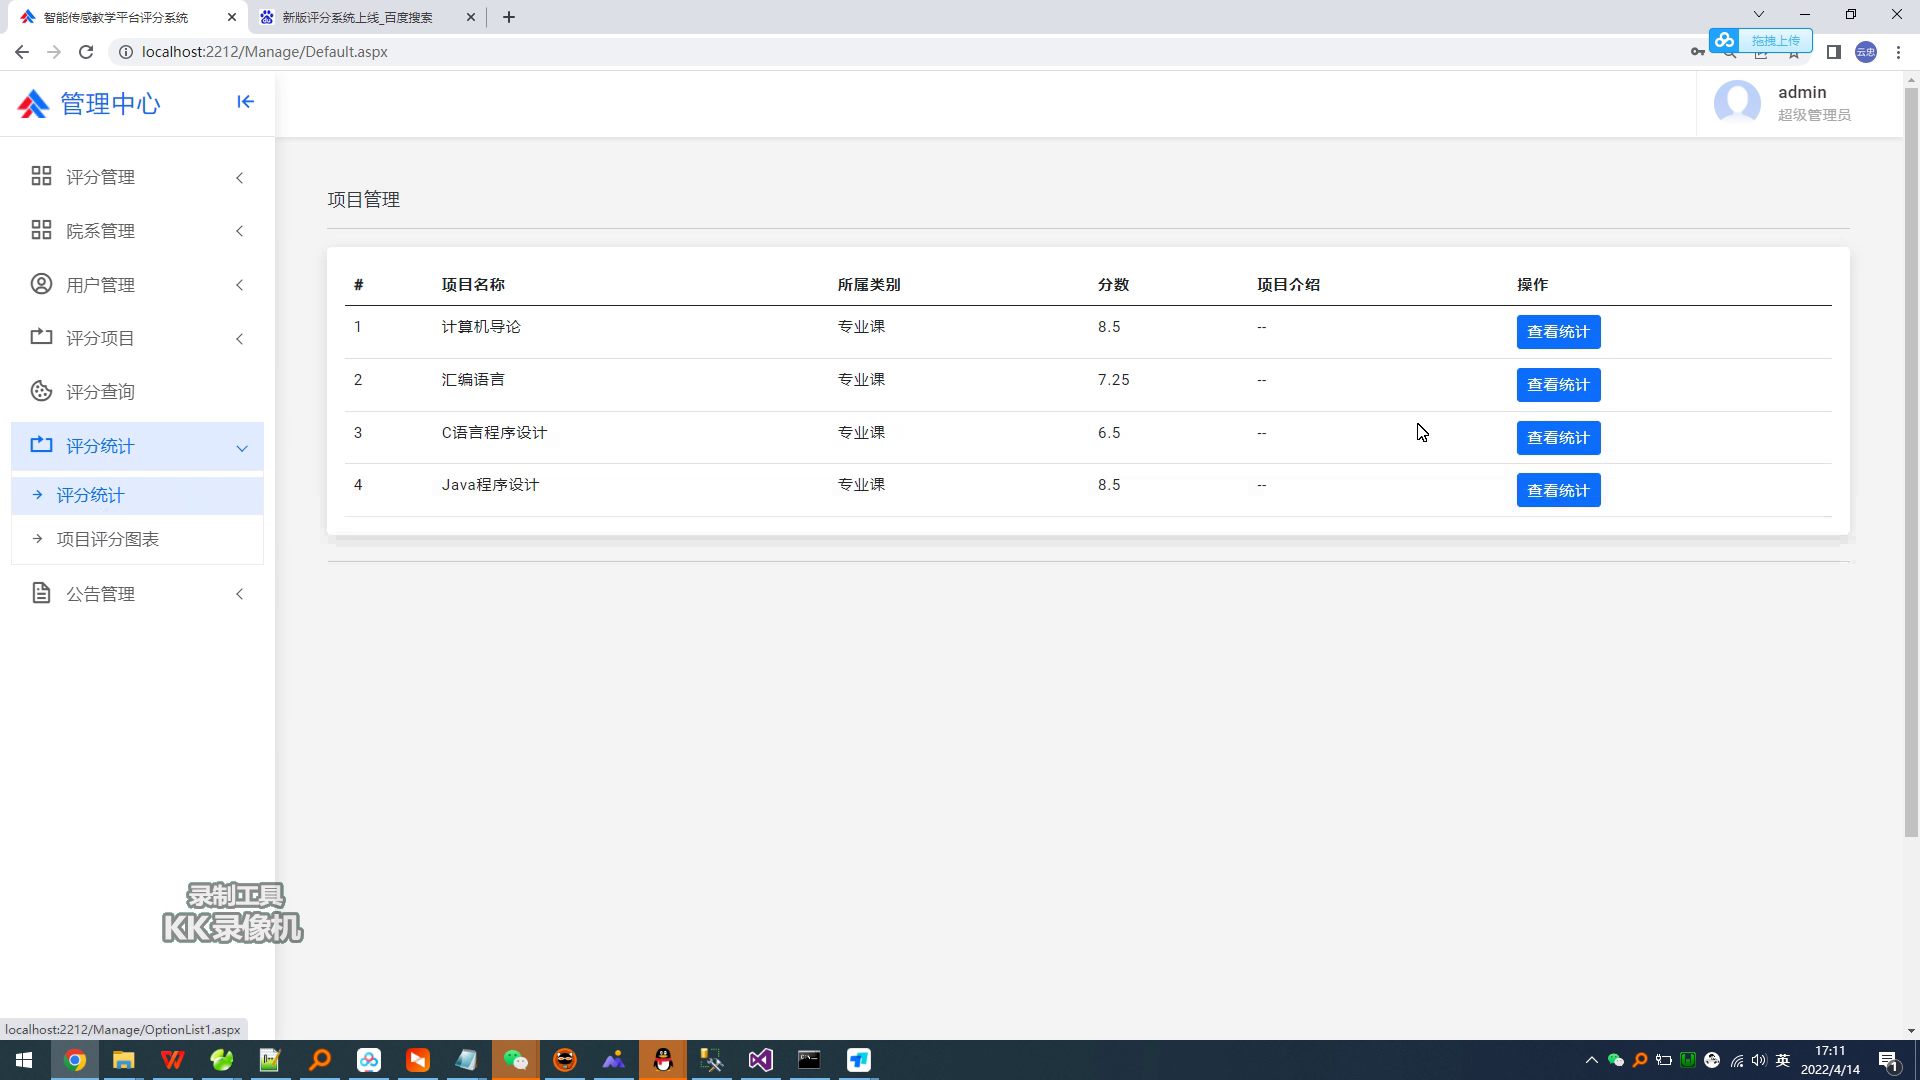 智能传感教学平台评分系统
新版评分系统上线_百度搜索
localhost:2212/Manage/Default.aspx
拖拽上传
云忠
管理中心
admin
超级管理员
评分管理
院系管理
用户管理
评分项目
评分查询
评分统计
评分统计
项目评分图表
公告管理
项目管理
# 项目名称 所属类别 分数 项目介绍 操作
1 计算机导论 专业课 8.5 -- 查看统计
2 汇编语言 专业课 7.25 -- 查看统计
3 C语言程序设计 专业课 6.5 -- 查看统计
4 Java程序设计 专业课 8.5 -- 查看统计
录制工具
KK录像机
localhost:2212/Manage/OptionList1.aspx
英
17:11
2022/4/14
1